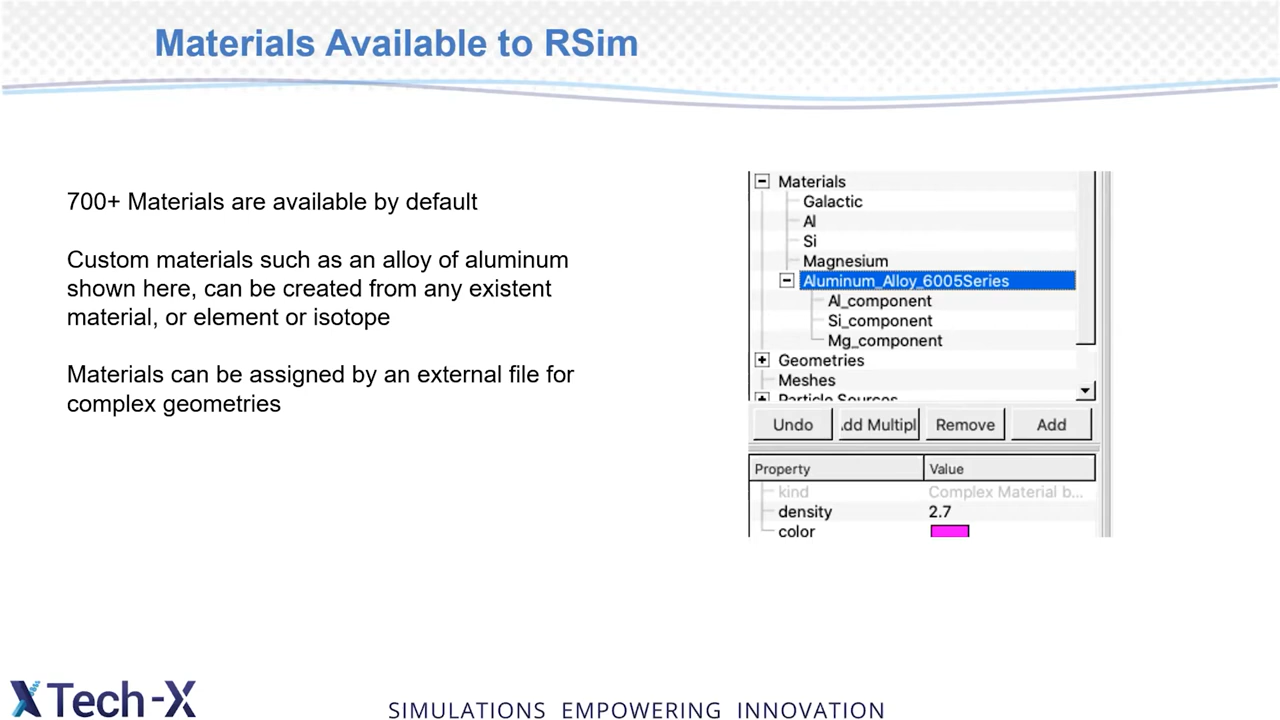 Materials Available to RSim
700+ Materials are available by default
Custom materials such as an alloy of aluminum
shown here, can be created from any existent
material, or element or isotope
Materials can be assigned by an external file for
complex geometries
Materials
Galactic
Al
Si
Magnesium
Aluminum_Alloy_6005Series
Al_component
Si_component
Mg_component
Geometries
Meshes
Particle Sources
Undo
dd Multipl
Remove
Add
Property Value
kind Complex Material b...
density 2.7
color
Tech-X
SIMULATIONS EMPOWERING INNOVATION